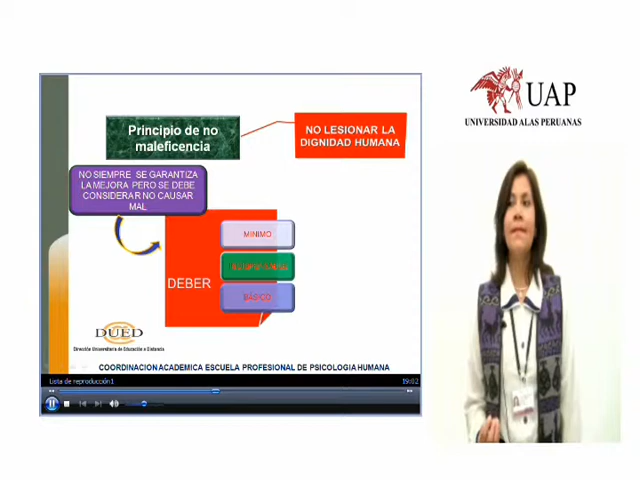 UAP
UNIVERSIDAD ALAS PERUANAS
Principio de no
maleficencia
NO LESIONAR LA
DIGNIDAD HUMANA
NO SIEMPRE SE GARANTIZA
LA MEJORA PERO SE DEBE
CONSIDERAR NO CAUSAR
MAL
MINIMO
DEBER
BÁSICO
DUED
Dirección Universitaria de Educación a Distancia
COORDINACION ACADEMICA ESCUELA PROFESIONAL DE PSICOLOGIA HUMANA
Lista de reproducción1